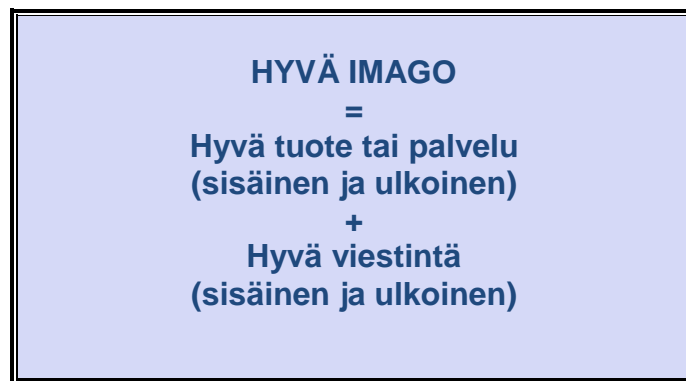 HYVÄ IMAGO
=
Hyvä tuote tai palvelu
(sisäinen ja ulkoinen)
+
Hyvä viestintä
(sisäinen ja ulkoinen)